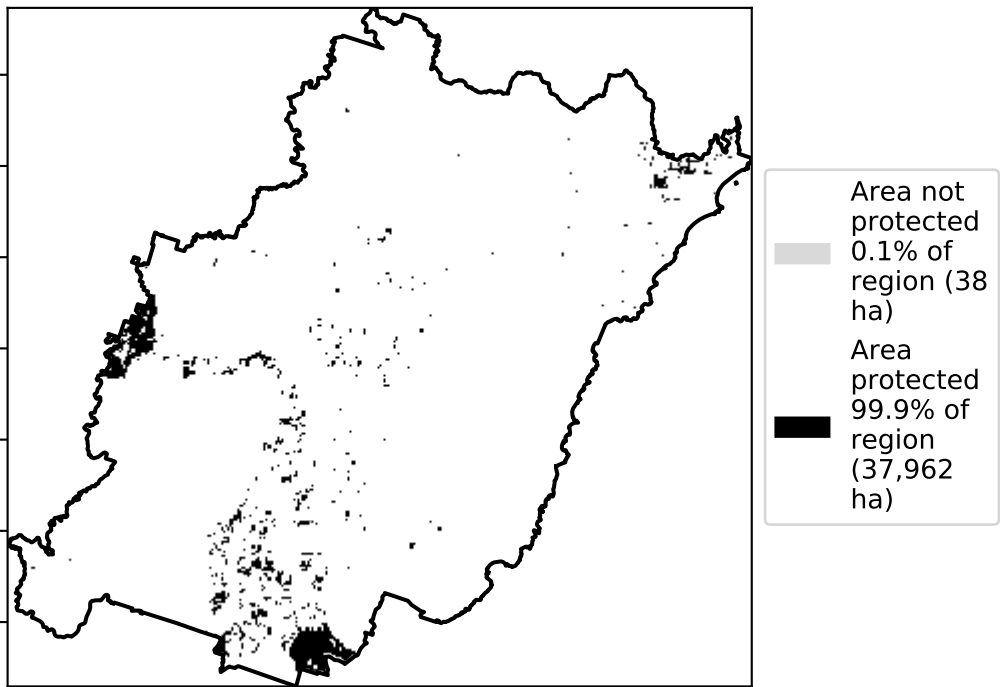 Area not
protected
0.1% of
region (38
ha)
Area
protected
99.9% of
region
(37,962
ha)